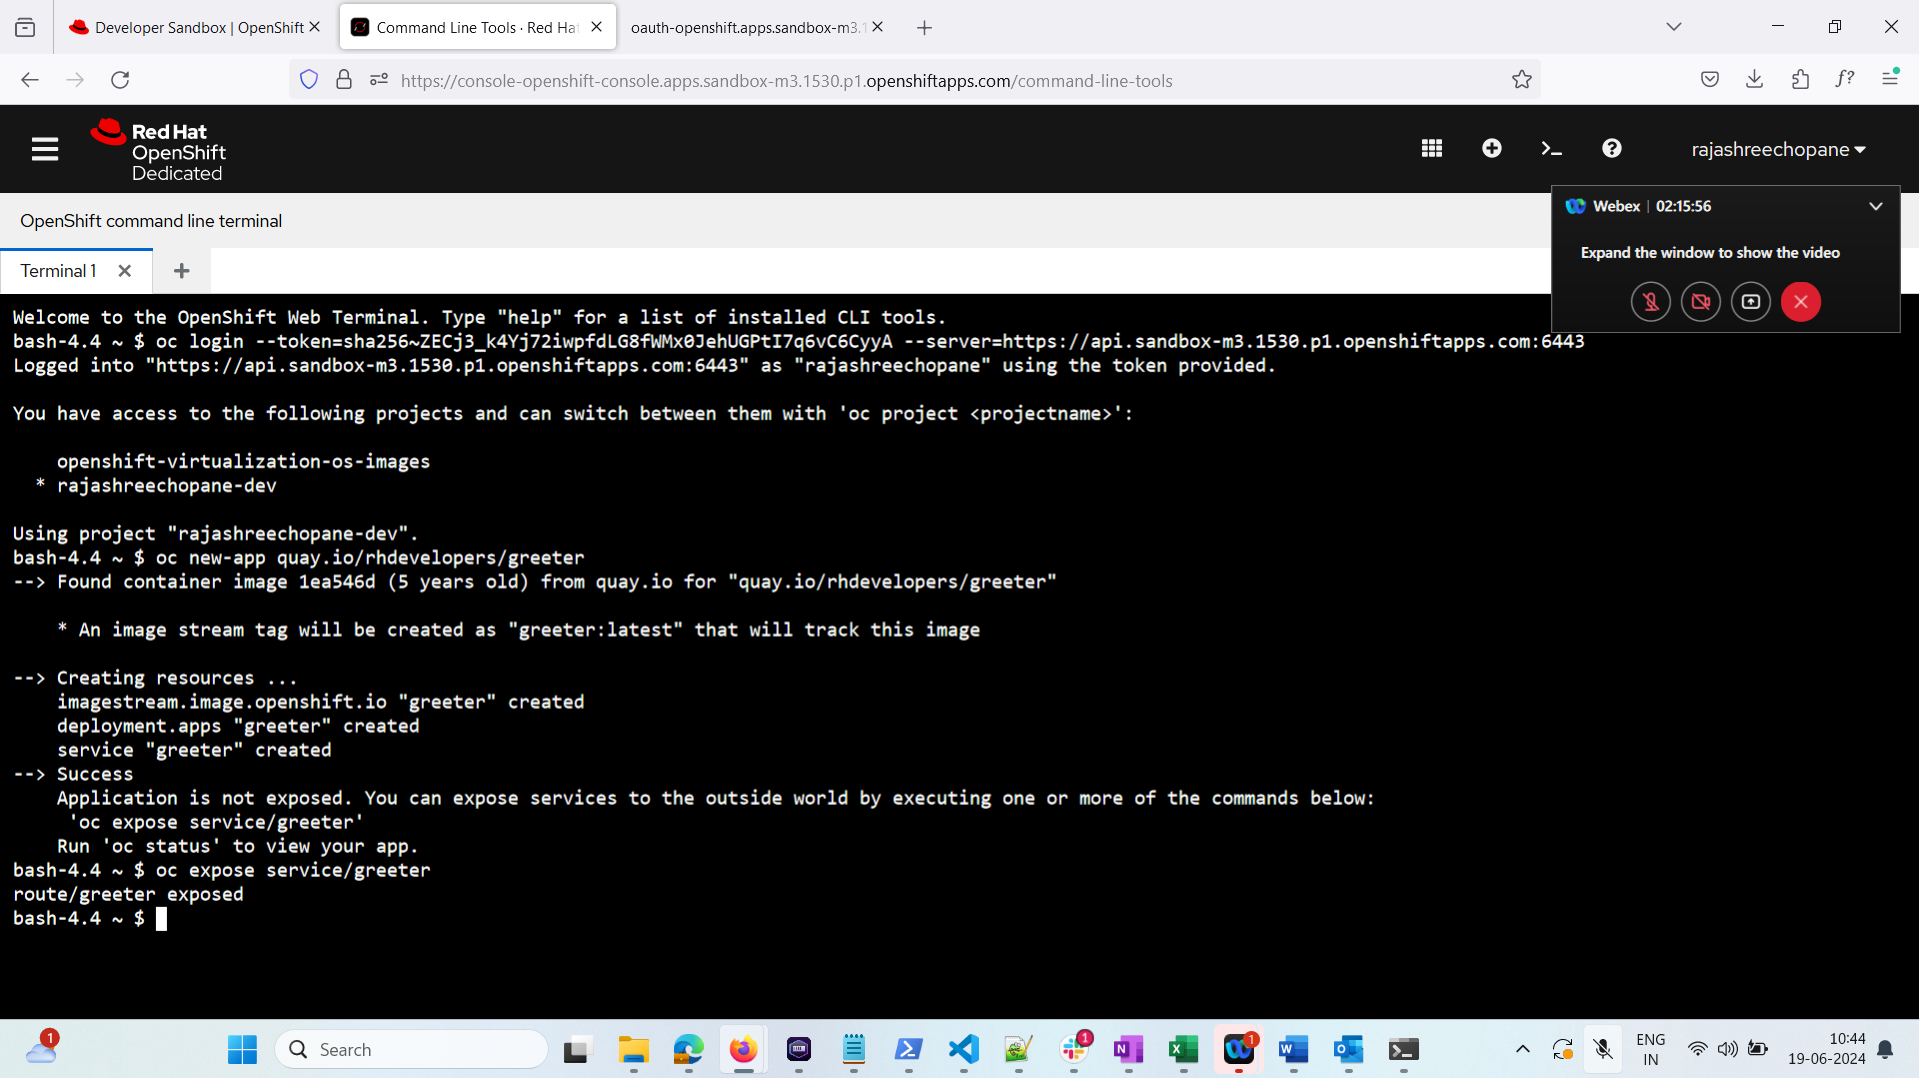 Developer Sandbox | OpenShift
Command Line Tools · Red Hat
oauth-openshift.apps.sandbox-m3.1
https://console-openshift-console.apps.sandbox-m3.1530.p1.openshiftapps.com/command-line-tools
Red Hat
OpenShift
Dedicated
rajashreechopane
OpenShift command line terminal
Webex | 02:15:56
Expand the window to show the video
Terminal 1
Welcome to the OpenShift Web Terminal. Type "help" for a list of installed CLI tools.
bash-4.4 ~ $ oc login --token=sha256~ZECj3_k4Yj72iwpfdLG8fWMx0JehUGPtI7q6vC6CyyA --server=https://api.sandbox-m3.1530.p1.openshiftapps.com:6443
Logged into "https://api.sandbox-m3.1530.p1.openshiftapps.com:6443" as "rajashreechopane" using the token provided.
You have access to the following projects and can switch between them with 'oc project <projectname>':
openshift-virtualization-os-images
* rajashreechopane-dev
Using project "rajashreechopane-dev".
bash-4.4 ~ $ oc new-app quay.io/rhdevelopers/greeter
--> Found container image 1ea546d (5 years old) from quay.io for "quay.io/rhdevelopers/greeter"
* An image stream tag will be created as "greeter:latest" that will track this image
--> Creating resources ...
imagestream.image.openshift.io "greeter" created
deployment.apps "greeter" created
service "greeter" created
--> Success
Application is not exposed. You can expose services to the outside world by executing one or more of the commands below:
'oc expose service/greeter'
Run 'oc status' to view your app.
bash-4.4 ~ $ oc expose service/greeter
route/greeter exposed
bash-4.4 ~ $
1
Search
1
1
ENG
IN
10:44
19-06-2024